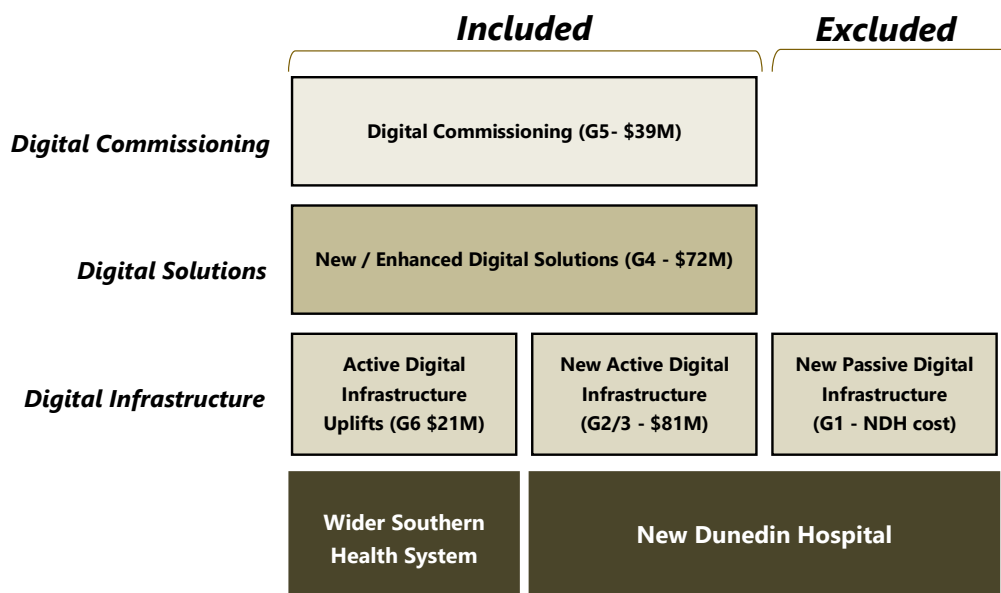 Included
Excluded
Digital Commissioning
Digital Commissioning (G5- $39M)
Digital Solutions
New / Enhanced Digital Solutions (G4 - $72M)
Digital Infrastructure
Active Digital
Infrastructure
Uplifts (G6 $21M)
New Active Digital
Infrastructure
(G2/3 - $81M)
New Passive Digital
Infrastructure
(G1 - NDH cost)
Wider Southern
Health System
New Dunedin Hospital